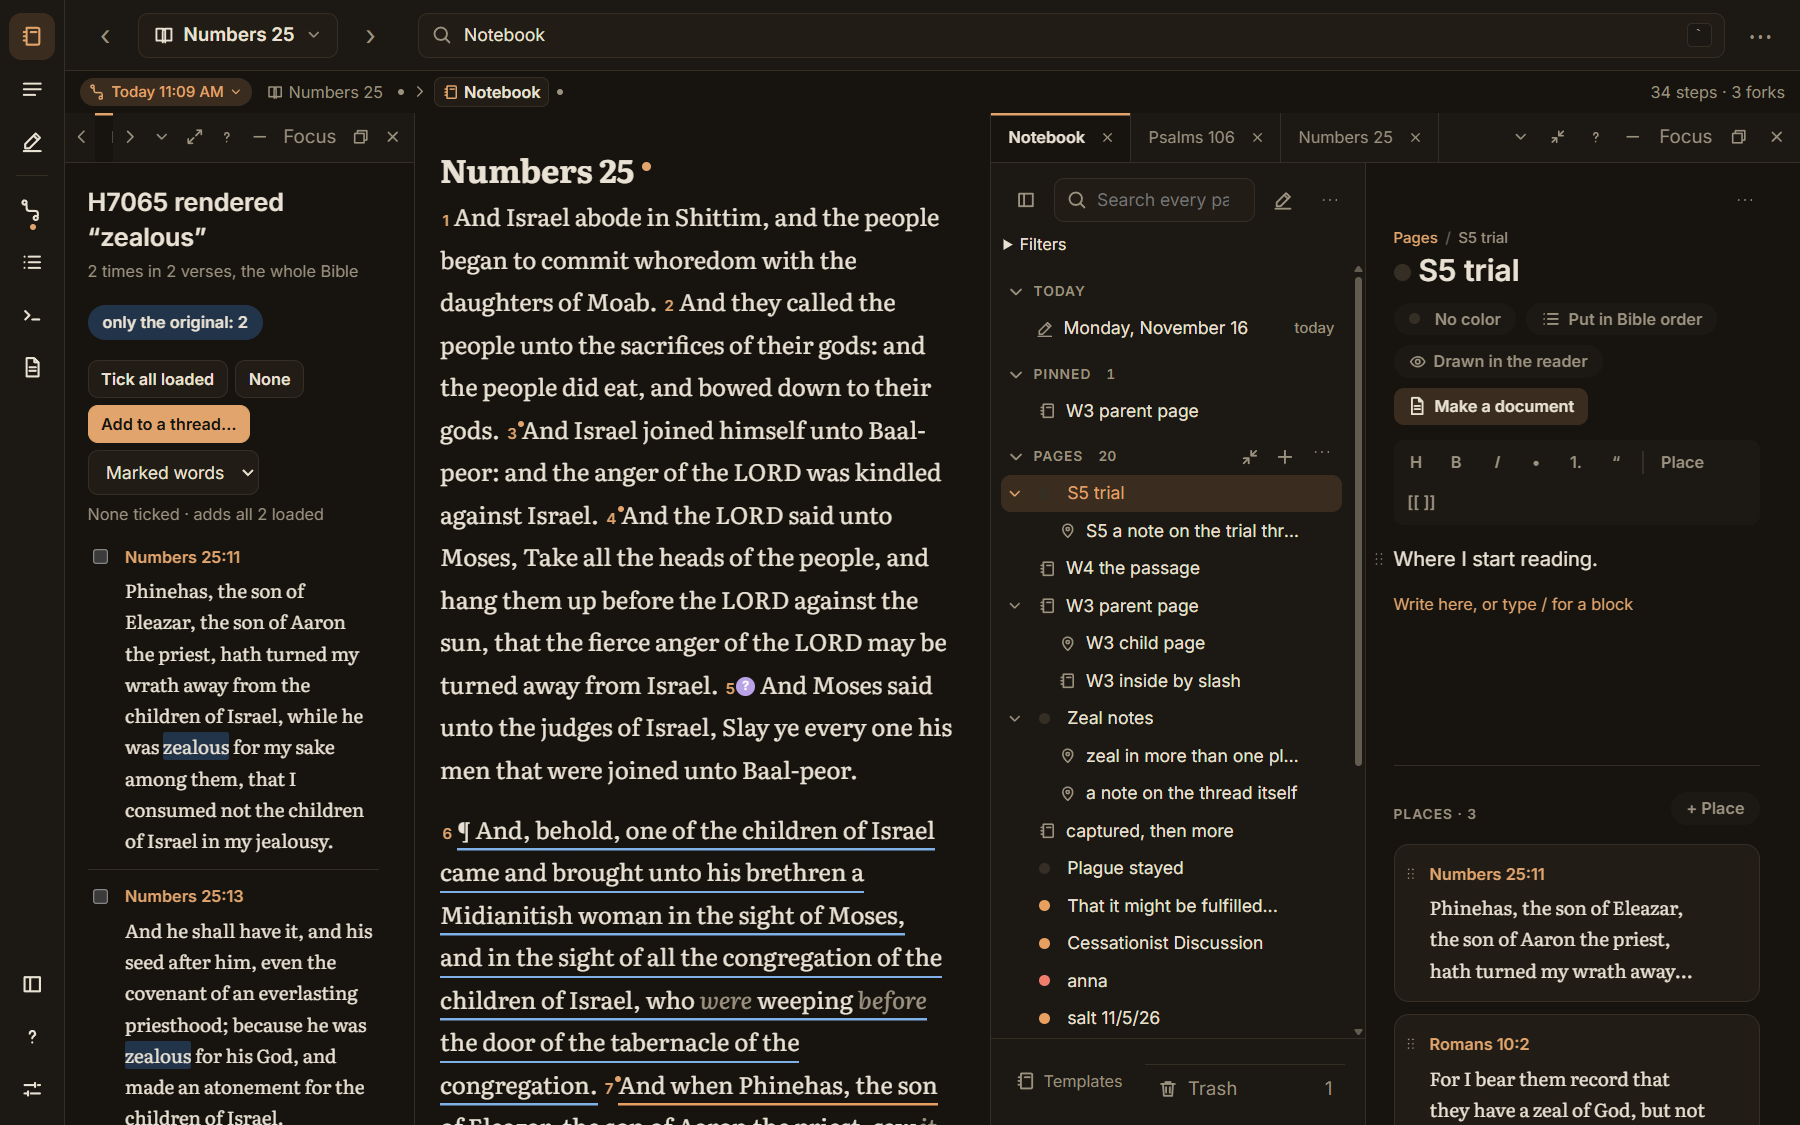 Numbers 25
Notebook
`
Today 11:09 AM
Numbers 25
Notebook
34 steps · 3 forks
? — Focus
H7065 rendered
“zealous”
2 times in 2 verses, the whole Bible
only the original: 2
Tick all loaded
None
Add to a thread...
Marked words
None ticked · adds all 2 loaded
Numbers 25:11
Phinehas, the son of
Eleazar, the son of Aaron
the priest, hath turned my
wrath away from the
children of Israel, while he
was zealous for my sake
among them, that I
consumed not the children
of Israel in my jealousy.
Numbers 25:13
And he shall have it, and his
seed after him, even the
covenant of an everlasting
priesthood; because he was
zealous for his God, and
made an atonement for the
children of Israel.
Numbers 25
1 And Israel abode in Shittim, and the people
began to commit whoredom with the
daughters of Moab. 2 And they called the
people unto the sacrifices of their gods: and
the people did eat, and bowed down to their
gods. 3 And Israel joined himself unto Baal-
peor: and the anger of the LORD was kindled
against Israel. 4 And the LORD said unto
Moses, Take all the heads of the people, and
hang them up before the LORD against the
sun, that the fierce anger of the LORD may be
turned away from Israel. 5 ? And Moses said
unto the judges of Israel, Slay ye every one his
men that were joined unto Baal-peor.
6 ¶ And, behold, one of the children of Israel
came and brought unto his brethren a
Midianitish woman in the sight of Moses,
and in the sight of all the congregation of the
children of Israel, who were weeping before
the door of the tabernacle of the
congregation. 7 And when Phinehas, the son
of Eleazar, the son of Aaron the priest, saw it
Notebook
Psalms 106
Numbers 25
? — Focus
Search every pa
Filters
TODAY
Monday, November 16 today
PINNED 1
W3 parent page
PAGES 20
S5 trial
S5 a note on the trial thr...
W4 the passage
W3 parent page
W3 child page
W3 inside by slash
Zeal notes
zeal in more than one pl...
a note on the thread itself
captured, then more
Plague stayed
That it might be fulfilled...
Cessationist Discussion
anna
salt 11/5/26
Templates
Trash 1
Pages / S5 trial
S5 trial
No color
Put in Bible order
Drawn in the reader
Make a document
H B I • 1. “ Place
[[ ]]
Where I start reading.
Write here, or type / for a block
PLACES · 3
+ Place
Numbers 25:11
Phinehas, the son of Eleazar,
the son of Aaron the priest,
hath turned my wrath away...
Romans 10:2
For I bear them record that
they have a zeal of God, but not